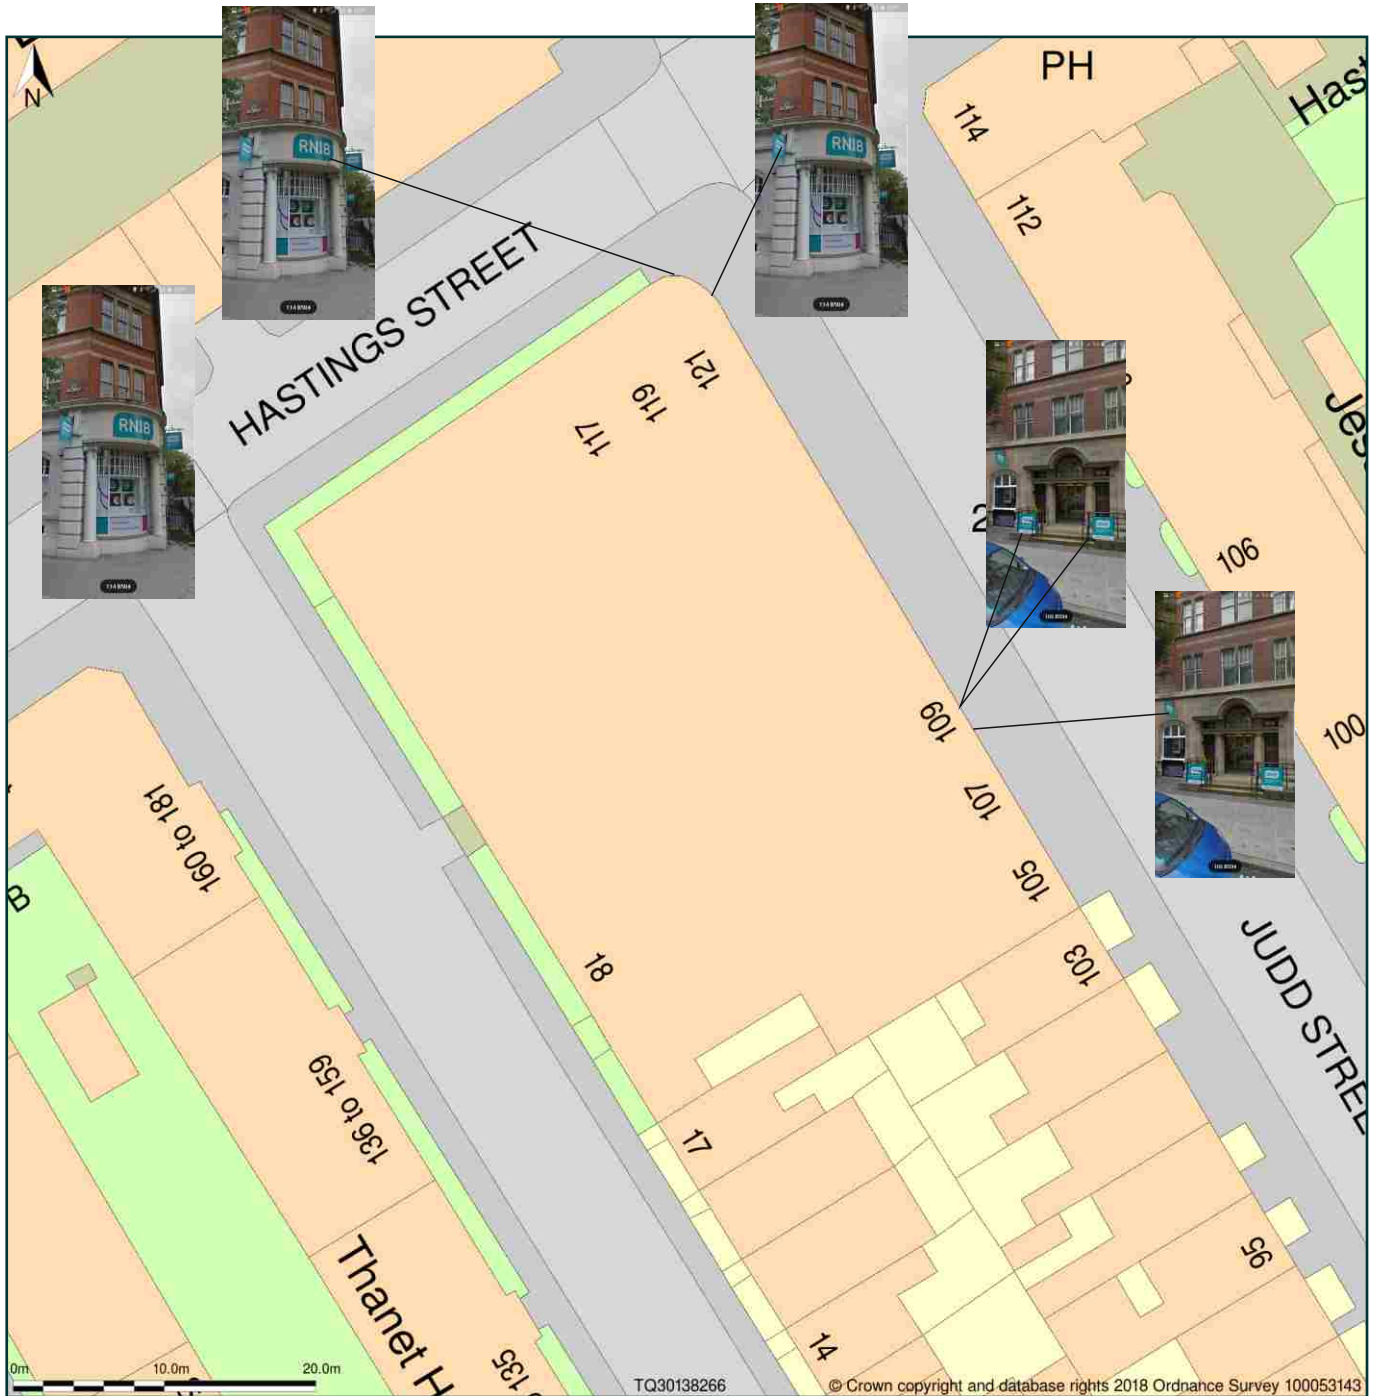 N
PH
Hast
114
112
RNIB
RNIB
RNIB
HASTINGS STREET
121
119
117
Jes
2
106
109
100
107
105
160 to 181
B
103
18
JUDD STREE
136 to 159
17
95
Thanet H
14
135
0m
10.0m
20.0m
TQ30138266
© Crown copyright and database rights 2018 Ordnance Survey 100053143